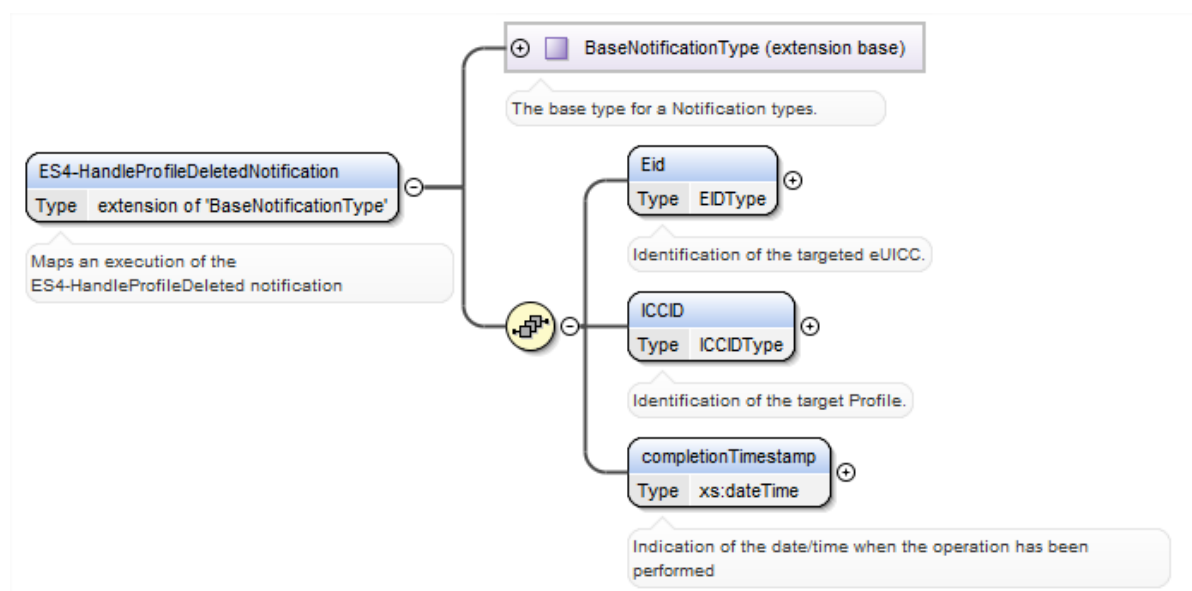 BaseNotificationType (extension base)
The base type for a Notification types.
ES4-HandleProfileDeletedNotification
Type extension of 'BaseNotificationType'
Maps an execution of the
ES4-HandleProfileDeleted notification
Eid
Type EIDType
Identification of the targeted eUICC.
ICCID
Type ICCIDType
Identification of the target Profile.
completionTimestamp
Type xs:dateTime
Indication of the date/time when the operation has been
performed